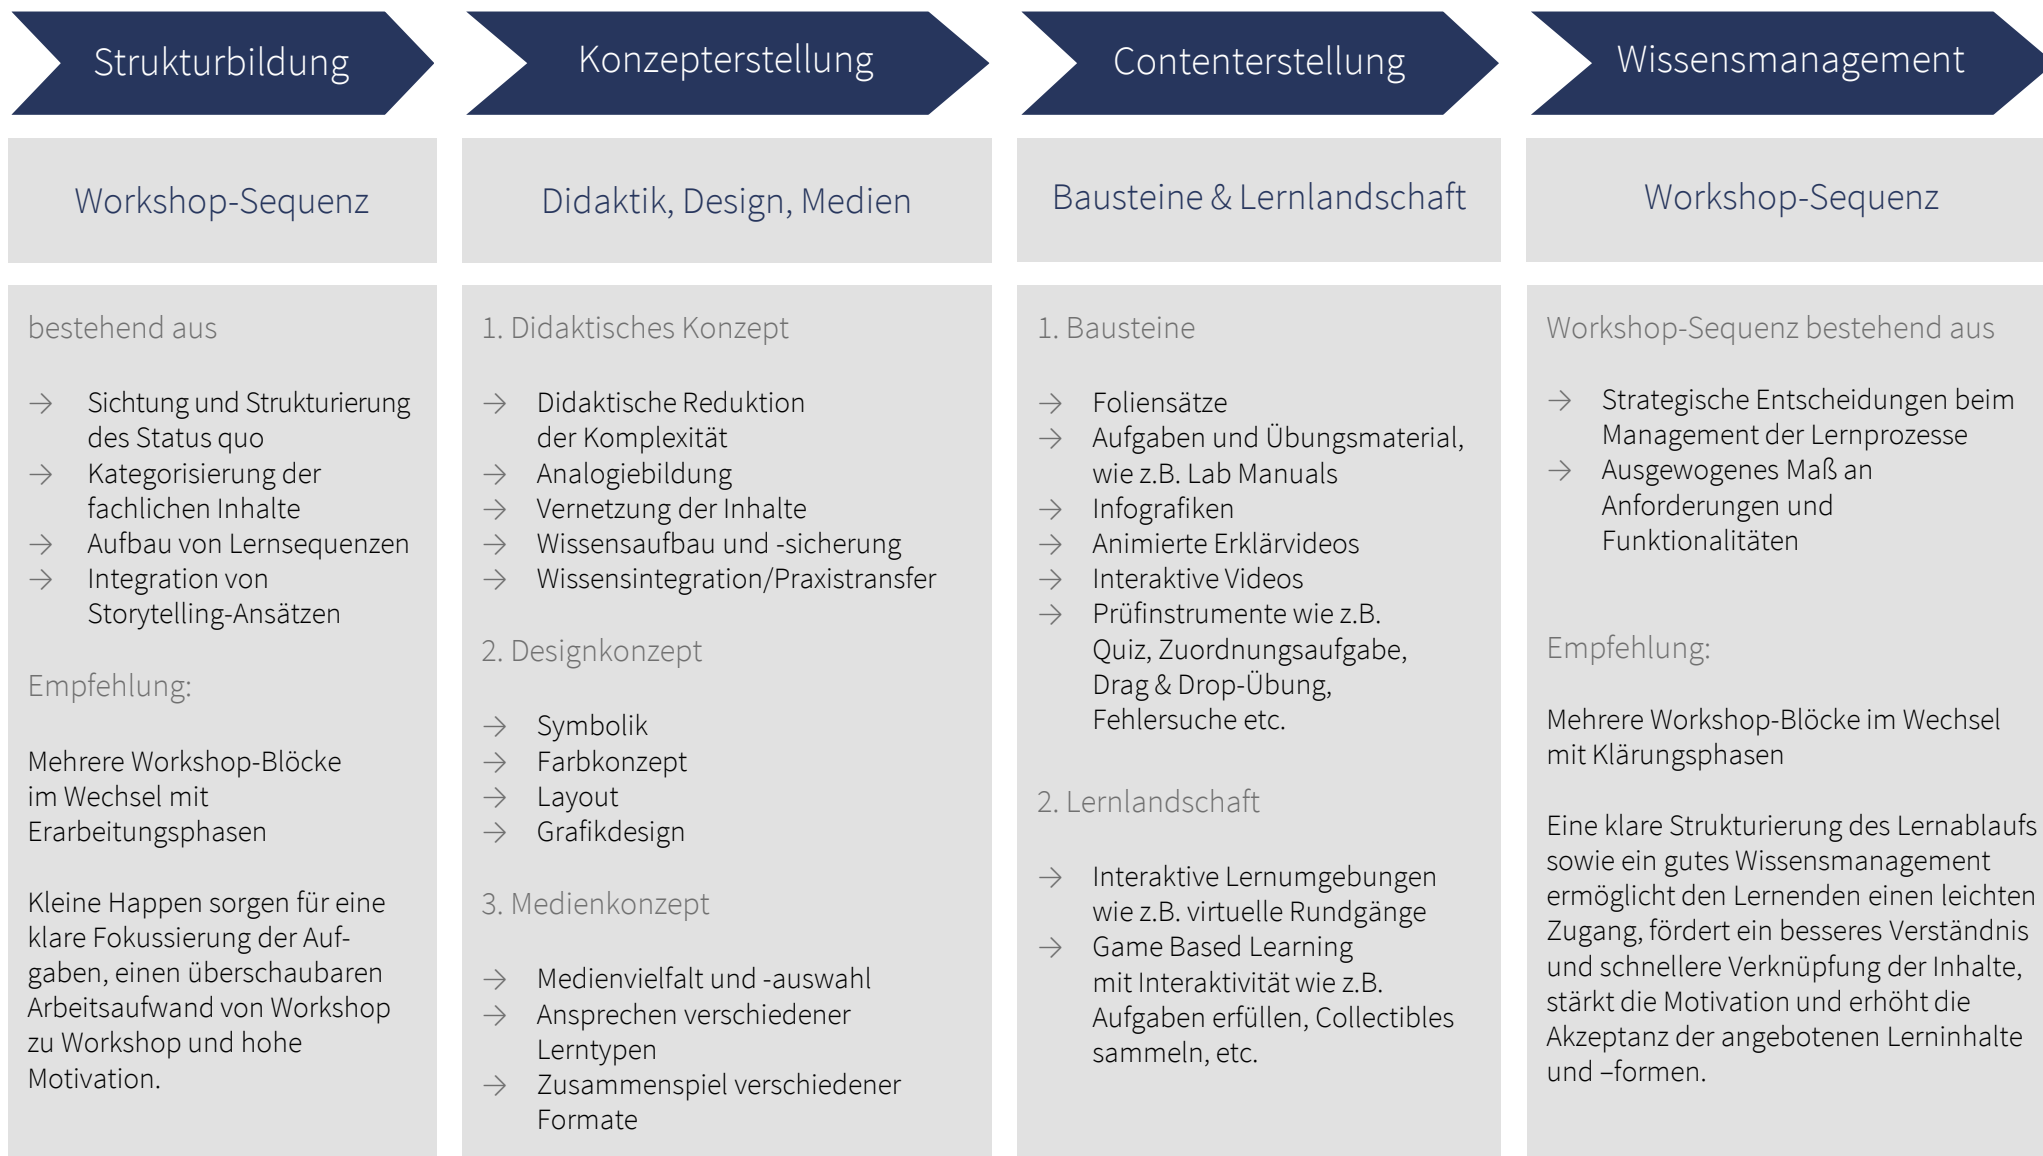 Strukturbildung
Workshop-Sequenz
bestehend aus
→ Sichtung und Strukturierung
des Status quo
→ Kategorisierung der
fachlichen Inhalte
→ Aufbau von Lernsequenzen
→ Integration von
Storytelling-Ansätzen
Empfehlung:
Mehrere Workshop-Blöcke
im Wechsel mit
Erarbeitungsphasen
Kleine Happen sorgen für eine
klare Fokussierung der Auf-
gaben, einen überschaubaren
Arbeitsaufwand von Workshop
zu Workshop und hohe
Motivation.
Konzepterstellung
Didaktik, Design, Medien
1. Didaktisches Konzept
→ Didaktische Reduktion
der Komplexität
→ Analogiebildung
→ Vernetzung der Inhalte
→ Wissensaufbau und -sicherung
→ Wissensintegration/Praxistransfer
2. Designkonzept
→ Symbolik
→ Farbkonzept
→ Layout
→ Grafikdesign
3. Medienkonzept
→ Medienvielfalt und -auswahl
→ Ansprechen verschiedener
Lerntypen
→ Zusammenspiel verschiedener
Formate
Contenterstellung
Bausteine & Lernlandschaft
1. Bausteine
→ Foliensätze
→ Aufgaben und Übungsmaterial,
wie z.B. Lab Manuals
→ Infografiken
→ Animierte Erklärvideos
→ Interaktive Videos
→ Prüfinstrumente wie z.B.
Quiz, Zuordnungsaufgabe,
Drag & Drop-Übung,
Fehlersuche etc.
2. Lernlandschaft
→ Interaktive Lernumgebungen
wie z.B. virtuelle Rundgänge
→ Game Based Learning
mit Interaktivität wie z.B.
Aufgaben erfüllen, Collectibles
sammeln, etc.
Wissensmanagement
Workshop-Sequenz
Workshop-Sequenz bestehend aus
→ Strategische Entscheidungen beim
Management der Lernprozesse
→ Ausgewogenes Maß an
Anforderungen und
Funktionalitäten
Empfehlung:
Mehrere Workshop-Blöcke im Wechsel
mit Klärungsphasen
Eine klare Strukturierung des Lernablaufs
sowie ein gutes Wissensmanagement
ermöglicht den Lernenden einen leichten
Zugang, fördert ein besseres Verständnis
und schnellere Verknüpfung der Inhalte,
stärkt die Motivation und erhöht die
Akzeptanz der angebotenen Lerninhalte
und –formen.